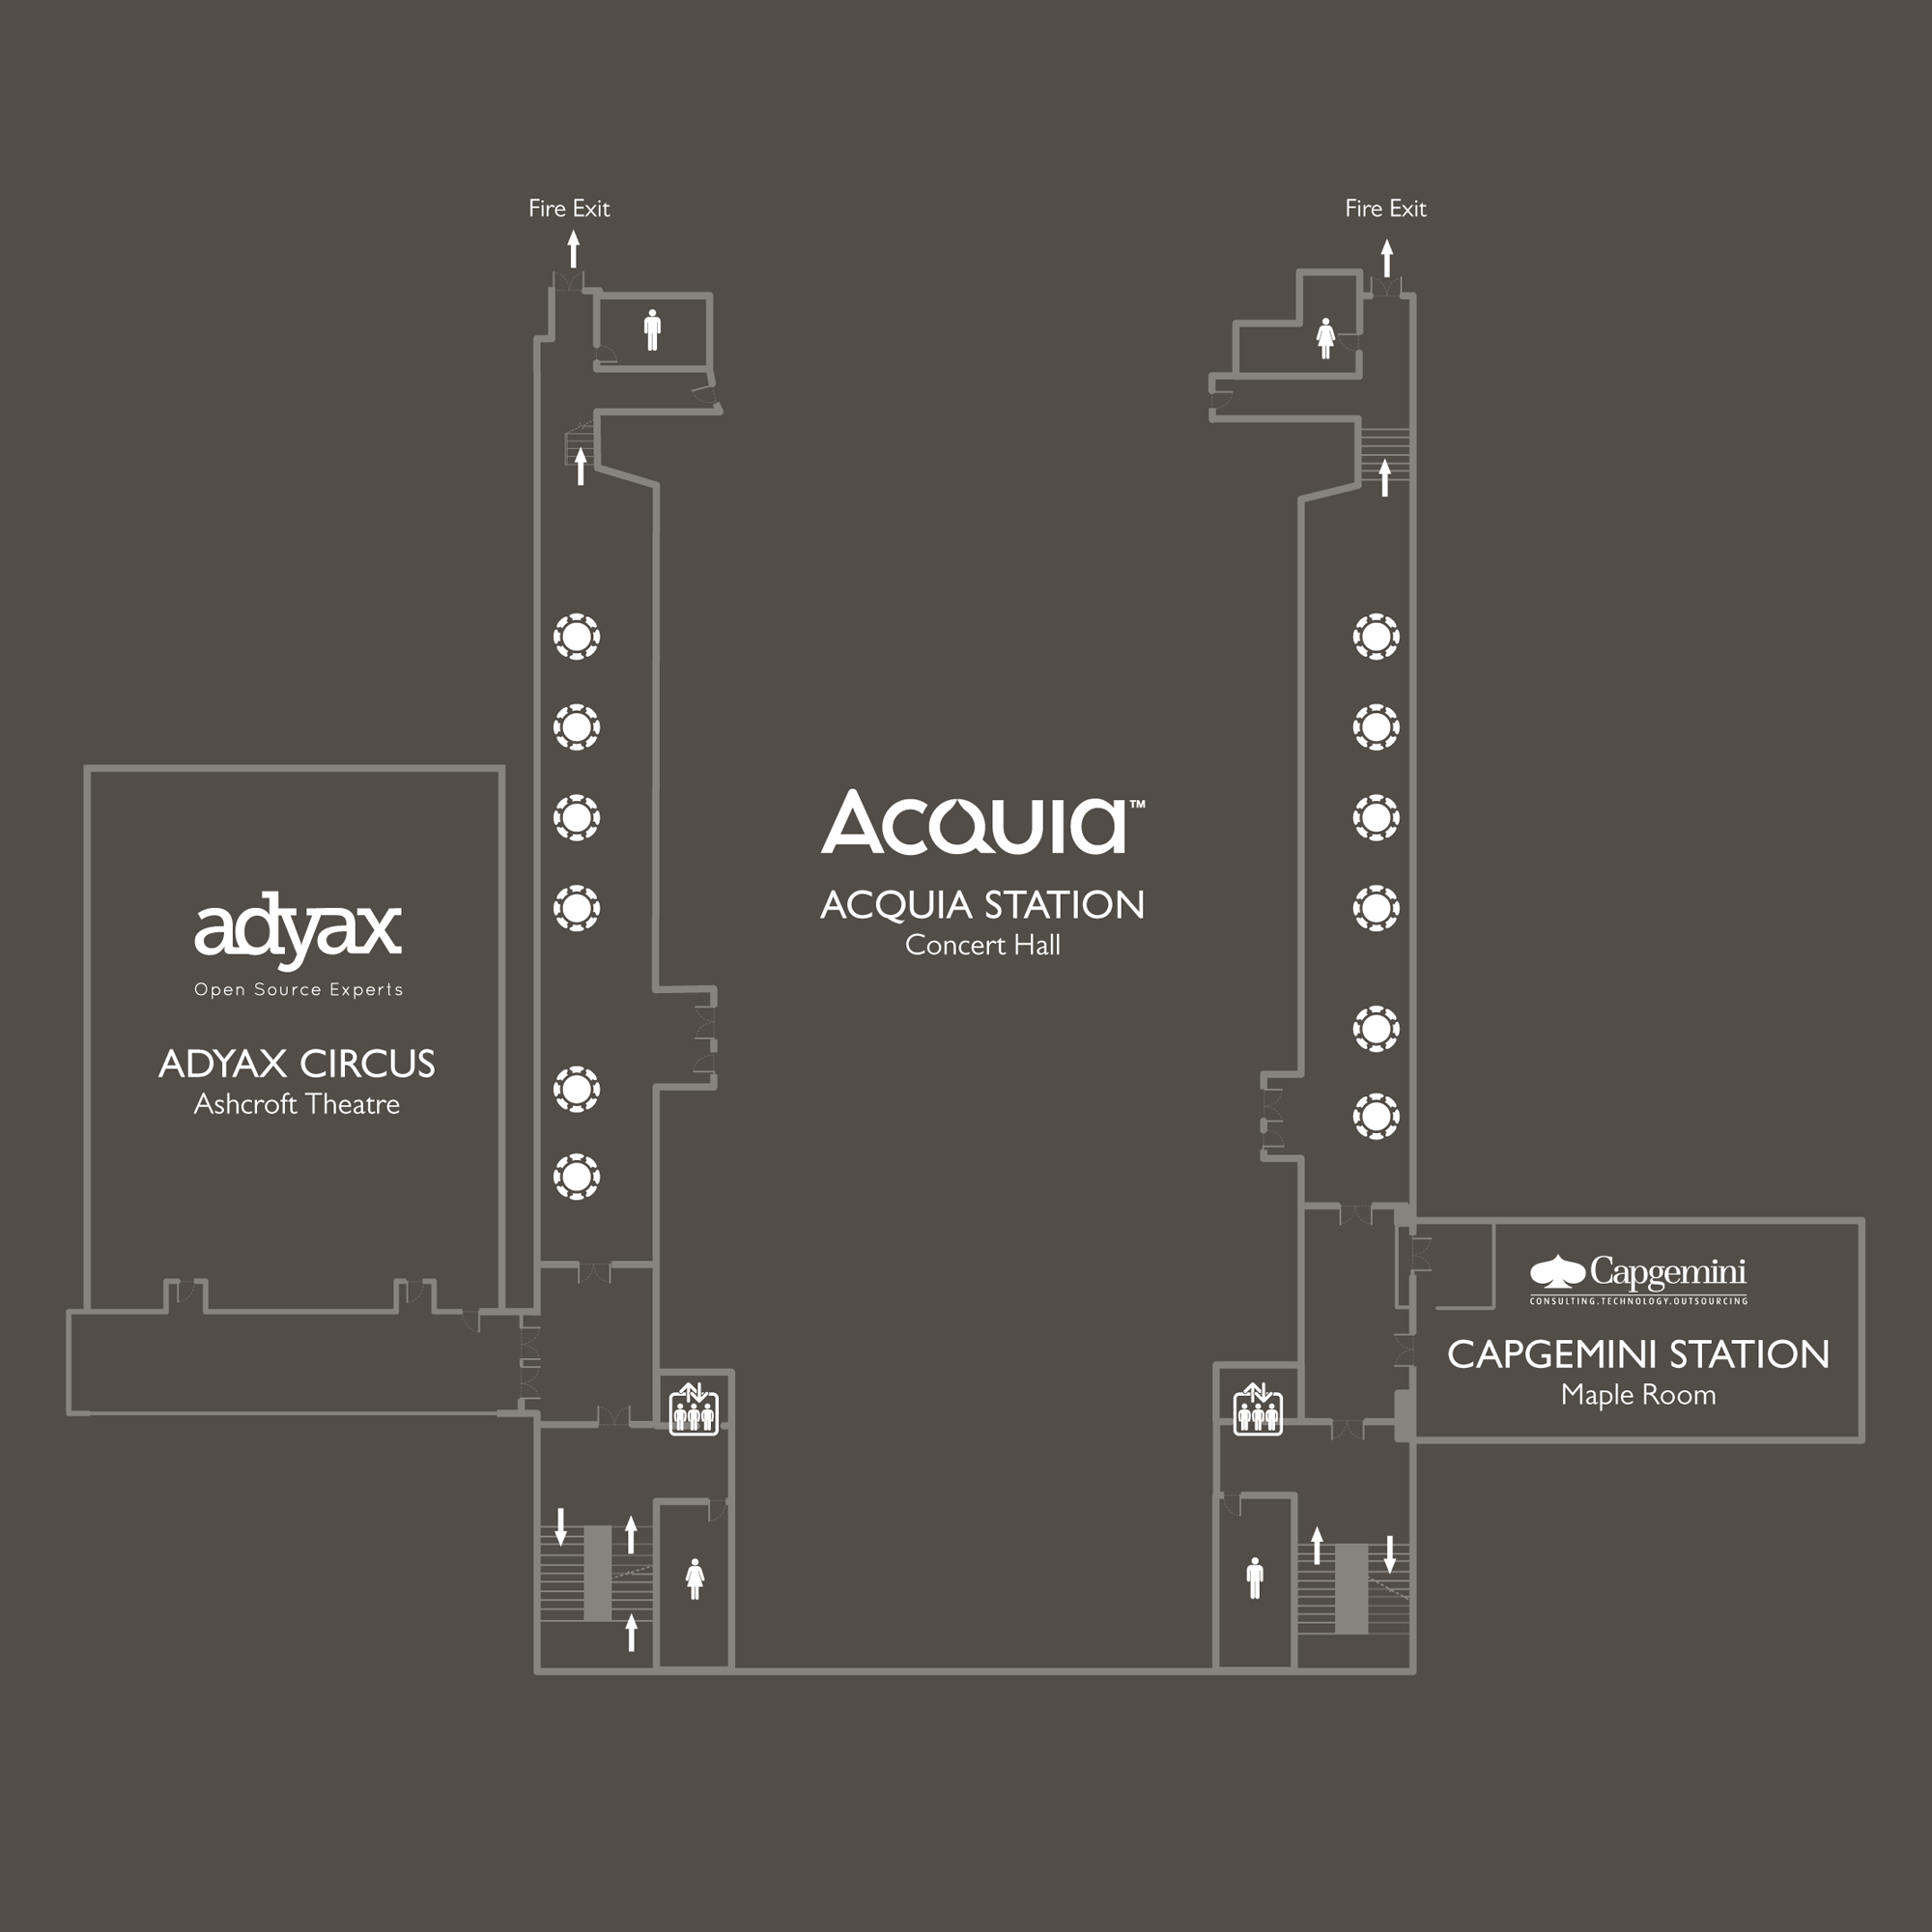 Fire Exit
Fire Exit
ACQUIA™
ACQUIA STATION
Concert Hall
adyax
Open Source Experts
ADYAX CIRCUS
Ashcroft Theatre
Capgemini
CONSULTING.TECHNOLOGY.OUTSOURCING
CAPGEMINI STATION
Maple Room